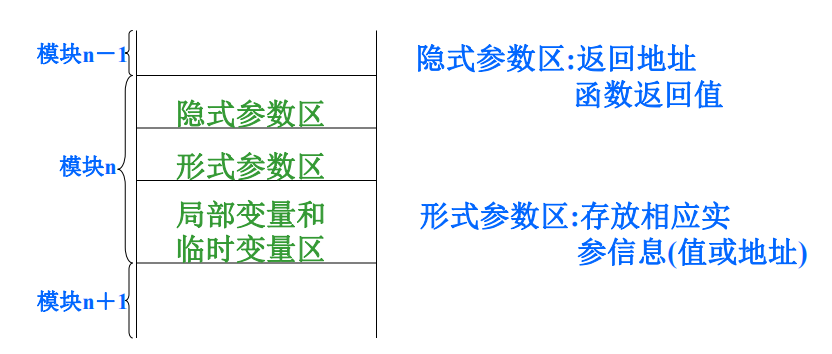 模块n－1
隐式参数区
模块n
形式参数区
局部变量和
临时变量区
模块n＋1
隐式参数区:返回地址
函数返回值
形式参数区:存放相应实
参信息(值或地址)